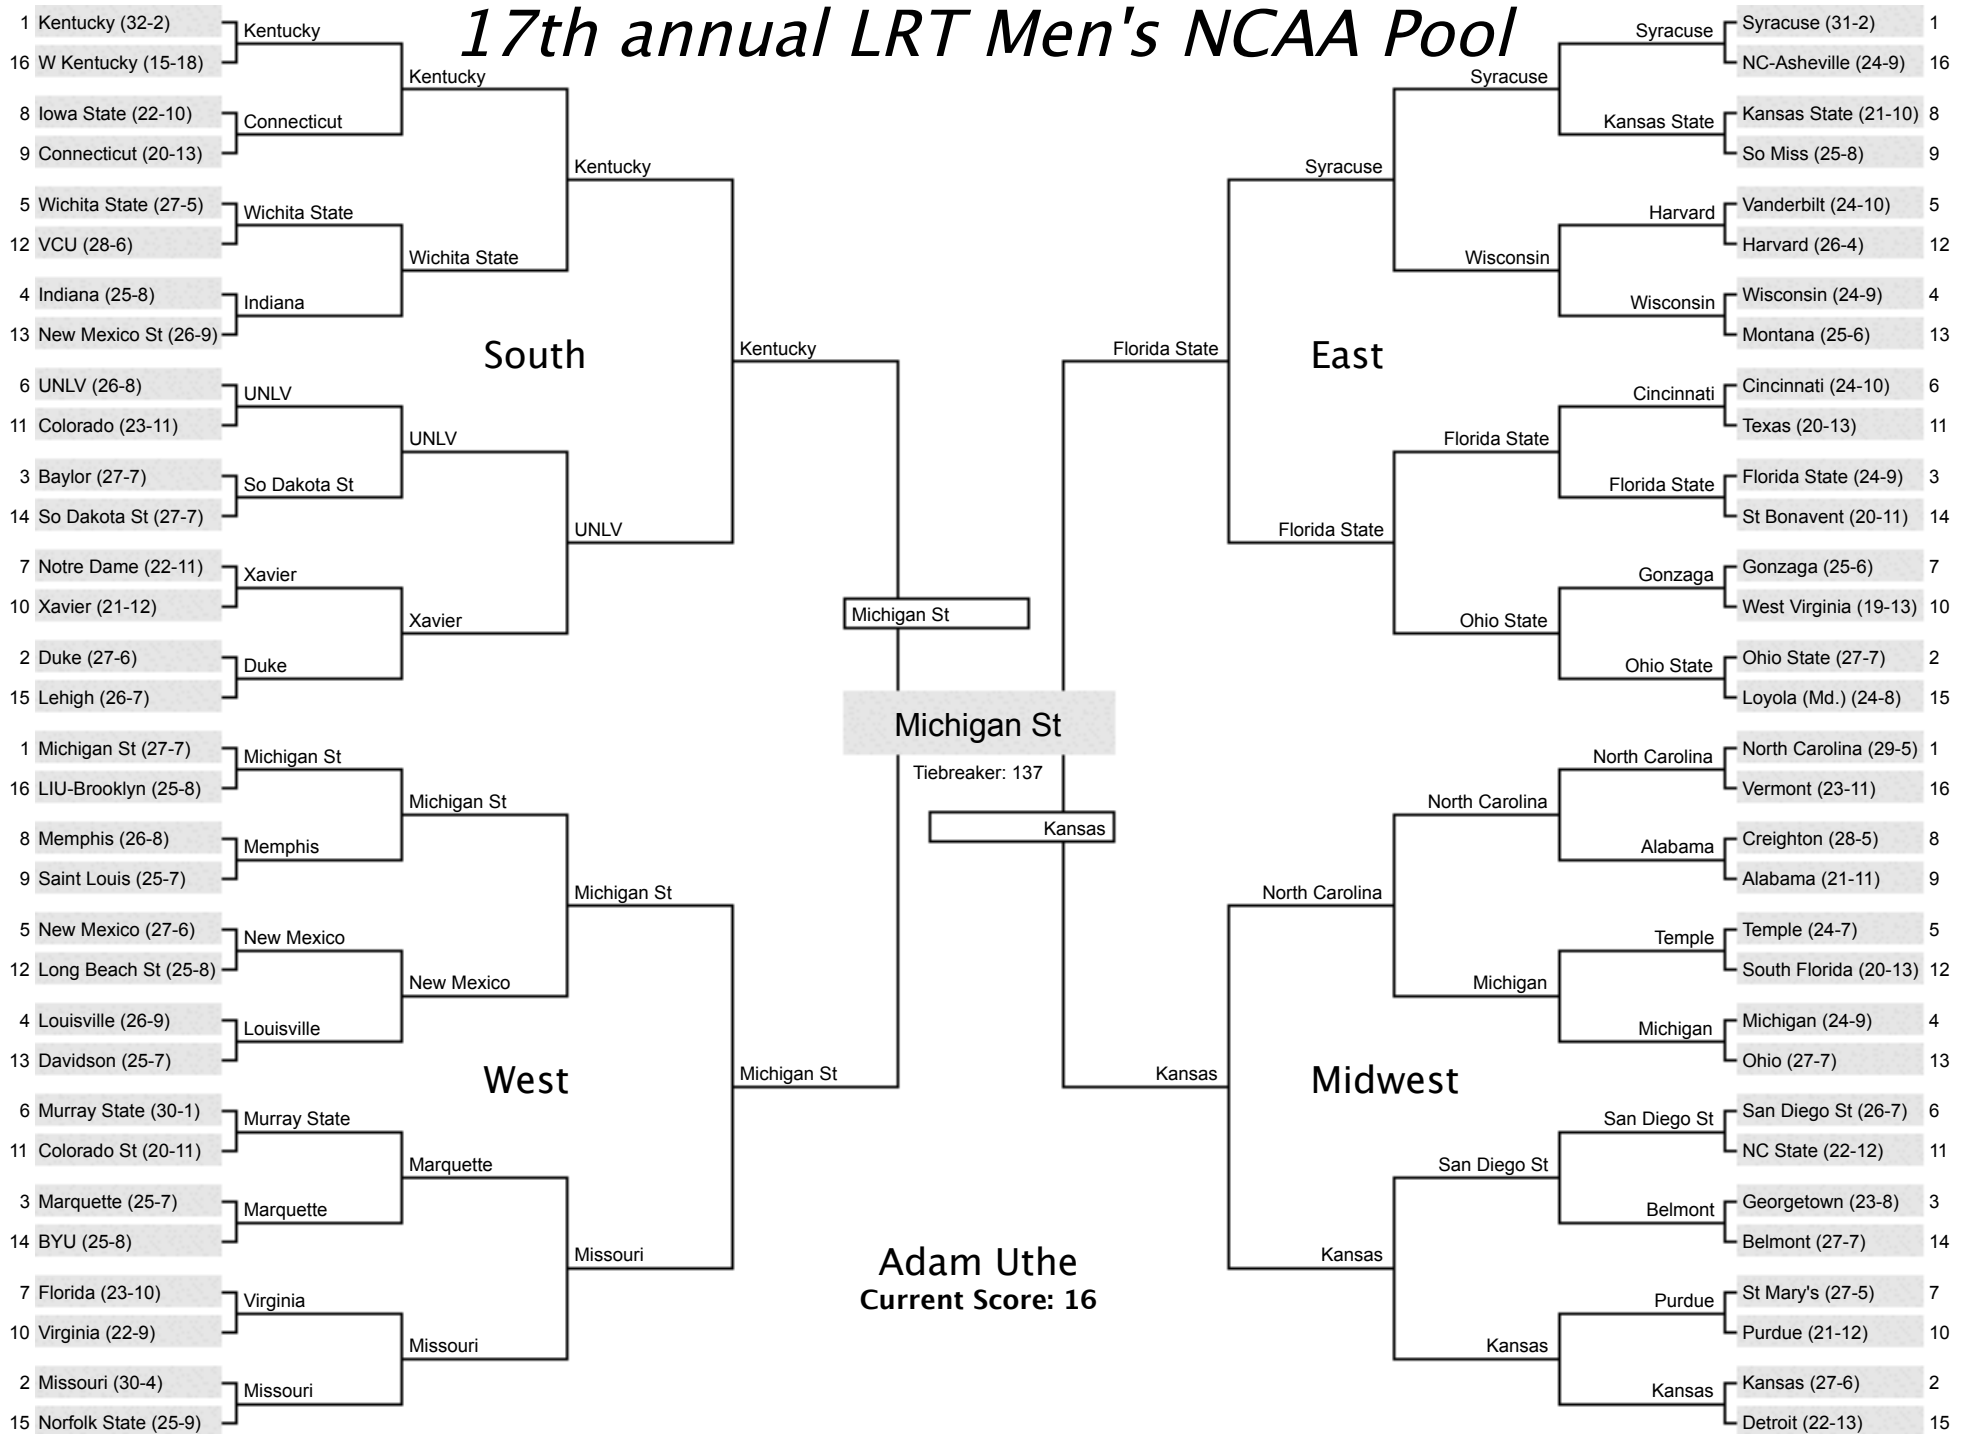 17th annual LRT Men's NCAA Pool
1 Kentucky (32-2)
16 W Kentucky (15-18)
8 Iowa State (22-10)
9 Connecticut (20-13)
5 Wichita State (27-5)
12 VCU (28-6)
4 Indiana (25-8)
13 New Mexico St (26-9)
6 UNLV (26-8)
11 Colorado (23-11)
3 Baylor (27-7)
14 So Dakota St (27-7)
7 Notre Dame (22-11)
10 Xavier (21-12)
2 Duke (27-6)
15 Lehigh (26-7)
Kentucky
Connecticut
Wichita State
Indiana
UNLV
So Dakota St
Xavier
Duke
Kentucky
Wichita State
UNLV
Xavier
Kentucky
UNLV
Kentucky
South
1 Michigan St (27-7)
16 LIU-Brooklyn (25-8)
8 Memphis (26-8)
9 Saint Louis (25-7)
5 New Mexico (27-6)
12 Long Beach St (25-8)
4 Louisville (26-9)
13 Davidson (25-7)
6 Murray State (30-1)
11 Colorado St (20-11)
3 Marquette (25-7)
14 BYU (25-8)
7 Florida (23-10)
10 Virginia (22-9)
2 Missouri (30-4)
15 Norfolk State (25-9)
Michigan St
Memphis
New Mexico
Louisville
Murray State
Marquette
Virginia
Missouri
Michigan St
New Mexico
Marquette
Missouri
Michigan St
Missouri
Michigan St
West
Michigan St
Michigan St
Tiebreaker: 137
Kansas
Adam Uthe
Current Score: 16
Syracuse (31-2) 1
NC-Asheville (24-9) 16
Kansas State (21-10) 8
So Miss (25-8) 9
Vanderbilt (24-10) 5
Harvard (26-4) 12
Wisconsin (24-9) 4
Montana (25-6) 13
Cincinnati (24-10) 6
Texas (20-13) 11
Florida State (24-9) 3
St Bonavent (20-11) 14
Gonzaga (25-6) 7
West Virginia (19-13) 10
Ohio State (27-7) 2
Loyola (Md.) (24-8) 15
Syracuse
Kansas State
Harvard
Wisconsin
Cincinnati
Florida State
Gonzaga
Ohio State
Syracuse
Wisconsin
Florida State
Ohio State
Syracuse
Florida State
Florida State
East
North Carolina (29-5) 1
Vermont (23-11) 16
Creighton (28-5) 8
Alabama (21-11) 9
Temple (24-7) 5
South Florida (20-13) 12
Michigan (24-9) 4
Ohio (27-7) 13
San Diego St (26-7) 6
NC State (22-12) 11
Georgetown (23-8) 3
Belmont (27-7) 14
St Mary's (27-5) 7
Purdue (21-12) 10
Kansas (27-6) 2
Detroit (22-13) 15
North Carolina
Alabama
Temple
Michigan
San Diego St
Belmont
Purdue
Kansas
North Carolina
Michigan
San Diego St
Kansas
North Carolina
Kansas
Kansas
Midwest